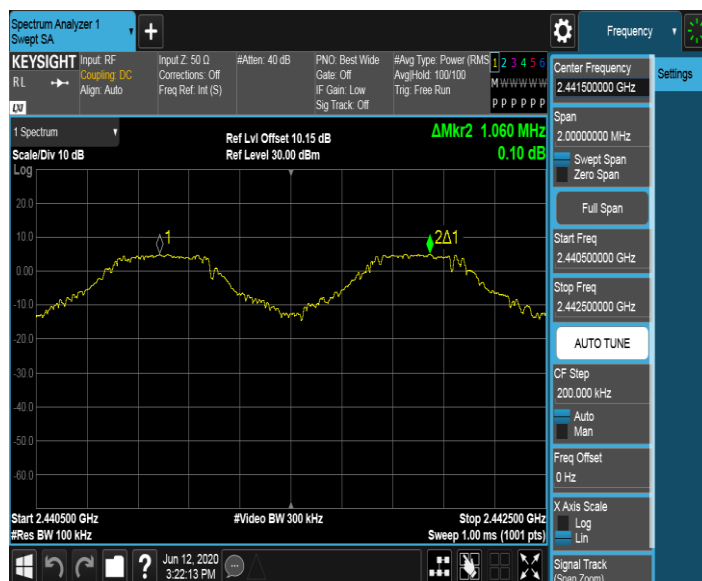 Spectrum Analyzer 1
Swept SA
+
Frequency
KEYSIGHT
RL
LXI
Input: RF
Coupling: DC
Align: Auto
Input Z: 50 Ω
Corrections: Off
Freq Ref: Int (S)
#Atten: 40 dB
PNO: Best Wide
Gate: Off
IF Gain: Low
Sig Track: Off
#Avg Type: Power (RMS
Avg|Hold: 100/100
Trig: Free Run
1 2 3 4 5 6
M W W W W W
P P P P P P
1 Spectrum
Scale/Div 10 dB
Log
Ref Lvl Offset 10.15 dB
Ref Level 30.00 dBm
ΔMkr2 1.060 MHz
0.10 dB
20.0
10.0
0.00
-10.0
-20.0
-30.0
-40.0
-50.0
-60.0
1
2Δ1
Start 2.440500 GHz
#Res BW 100 kHz
#Video BW 300 kHz
Stop 2.442500 GHz
Sweep 1.00 ms (1001 pts)
Center Frequency
2.441500000 GHz
Settings
Span
2.00000000 MHz
Swept Span
Zero Span
Full Span
Start Freq
2.440500000 GHz
Stop Freq
2.442500000 GHz
AUTO TUNE
CF Step
200.000 kHz
Auto
Man
Freq Offset
0 Hz
X Axis Scale
Log
Lin
Signal Track
(Span Zoom)
?
Jun 12, 2020
3:22:13 PM